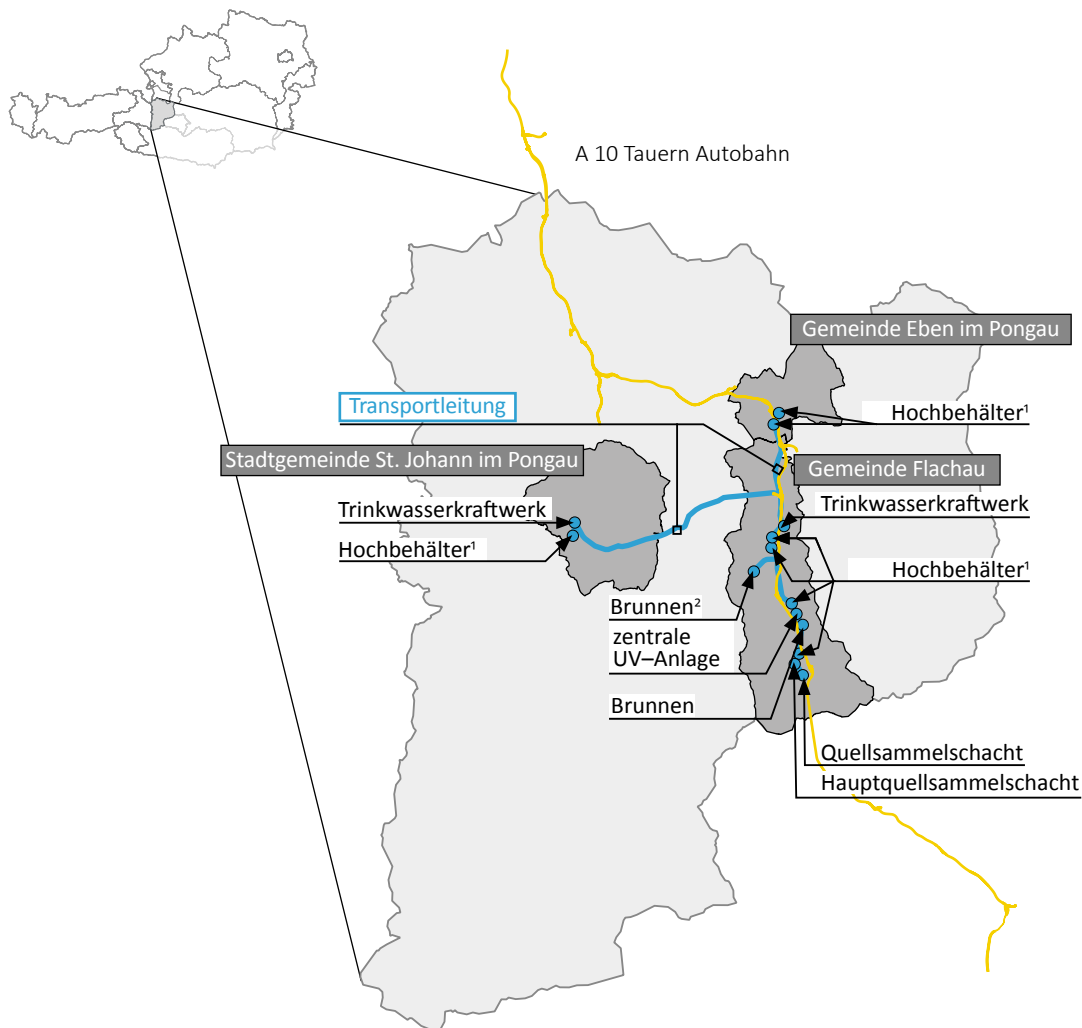 A 10 Tauern Autobahn
Gemeinde Eben im Pongau
Transportleitung
Hochbehälter¹
Stadtgemeinde St. Johann im Pongau
Gemeinde Flachau
Trinkwasserkraftwerk
Trinkwasserkraftwerk
Hochbehälter¹
Hochbehälter¹
Brunnen²
zentrale
UV–Anlage
Brunnen
Quellsammelschacht
Hauptquellsammelschacht